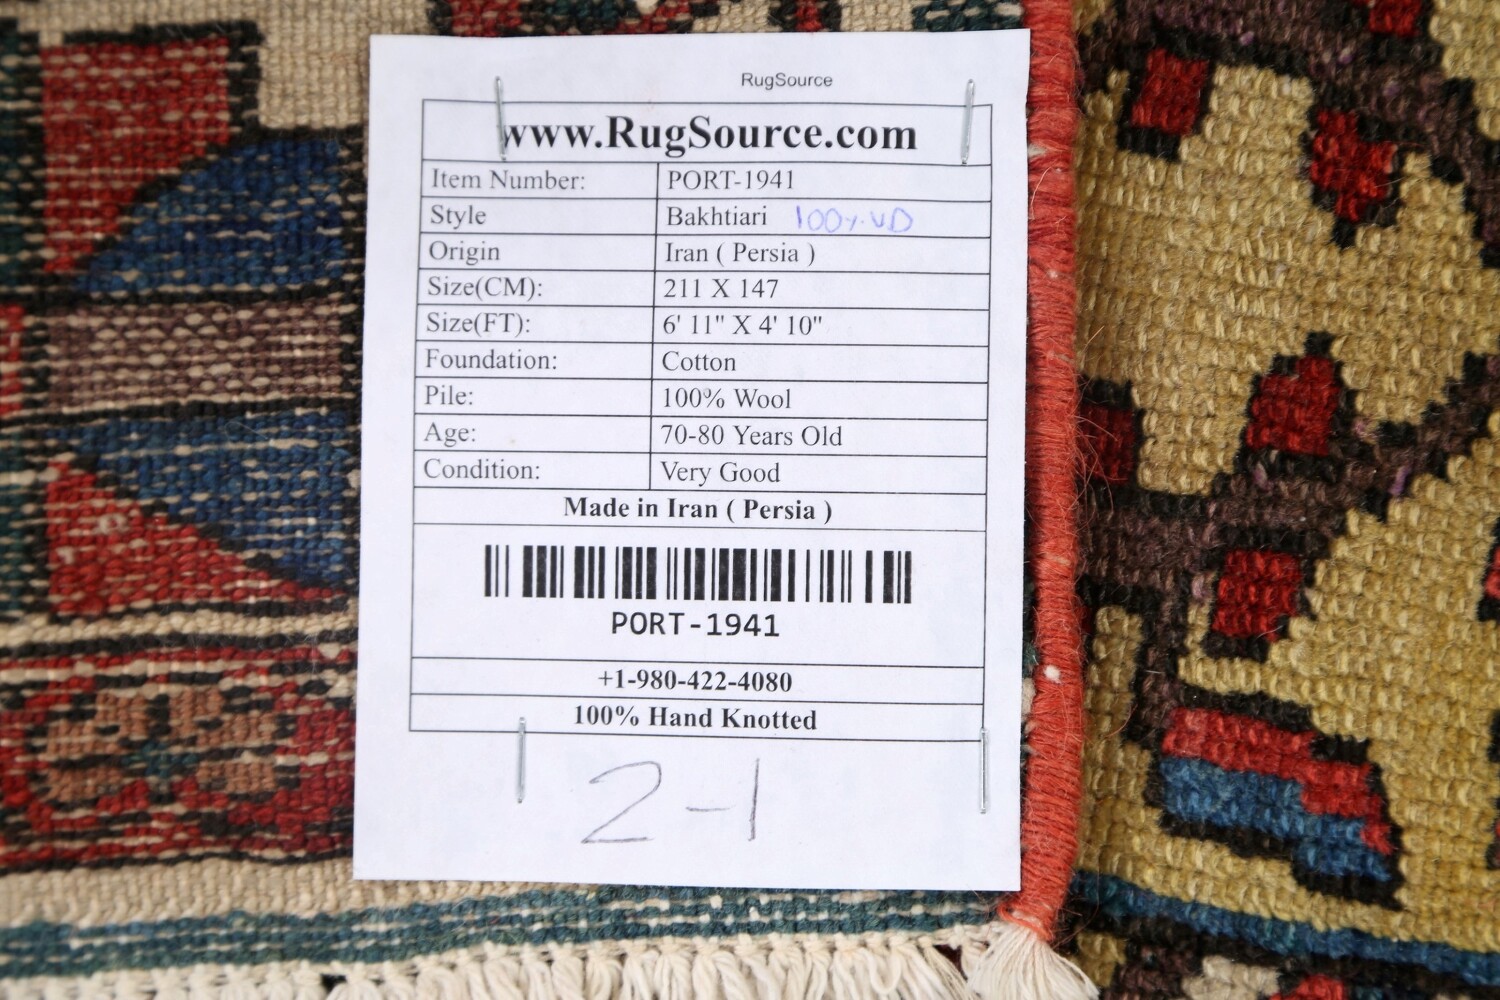 RugSource
www.RugSource.com
Item Number: PORT-1941
Style Bakhtiari 100% VD
Origin Iran ( Persia )
Size(CM): 211 X 147
Size(FT): 6' 11" X 4' 10"
Foundation: Cotton
Pile: 100% Wool
Age: 70-80 Years Old
Condition: Very Good
Made in Iran ( Persia )
PORT-1941
+1-980-422-4080
100% Hand Knotted
2-1